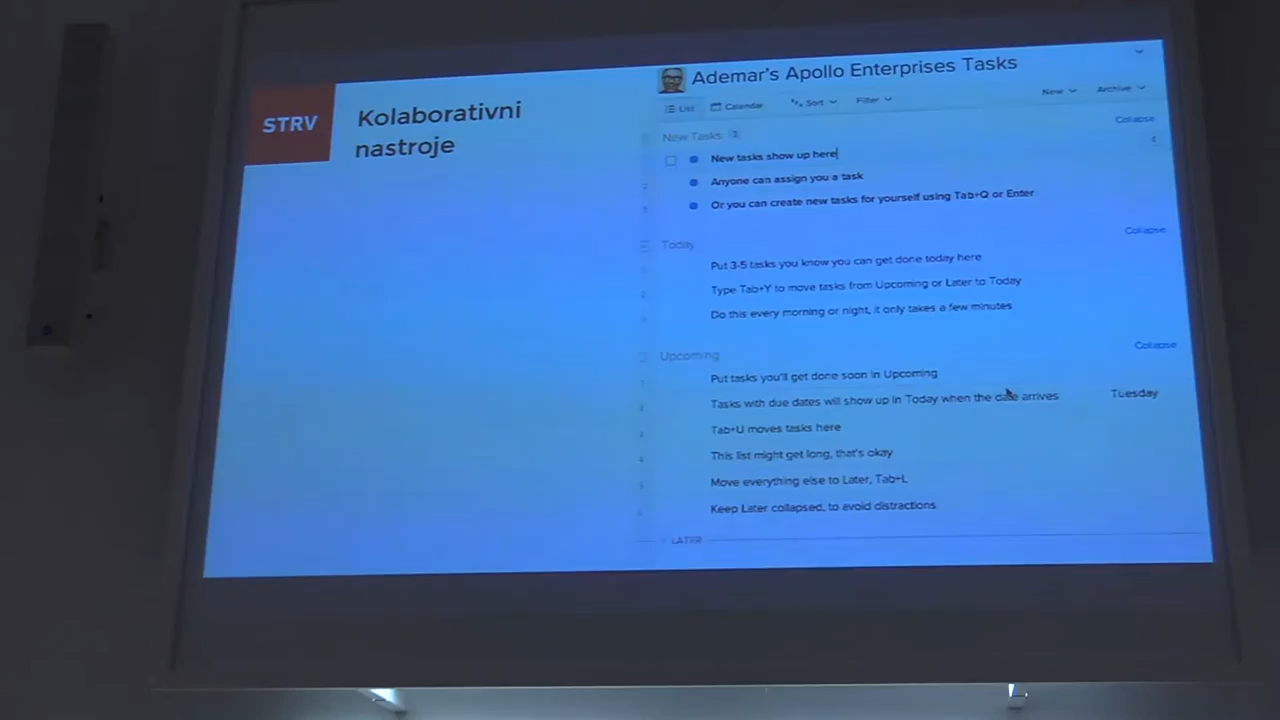 STRV
Kolaborativni
nastroje
Ademar's Apollo Enterprises Tasks
List Calendar Sort Filter New Archive
New Tasks Collapse
New tasks show up here
Anyone can assign you a task
Or you can create new tasks for yourself using Tab+Q or Enter
Today Collapse
Put 3-5 tasks you know you can get done today here
Type Tab+Y to move tasks from Upcoming or Later to Today
Do this every morning or night, it only takes a few minutes
Upcoming Collapse
Put tasks you'll get done soon in Upcoming
Tasks with due dates will show up in Today when the date arrives Tuesday
Tab+U moves tasks here
This list might get long, that's okay
Move everything else to Later, Tab+L
Keep Later collapsed, to avoid distractions
LATER